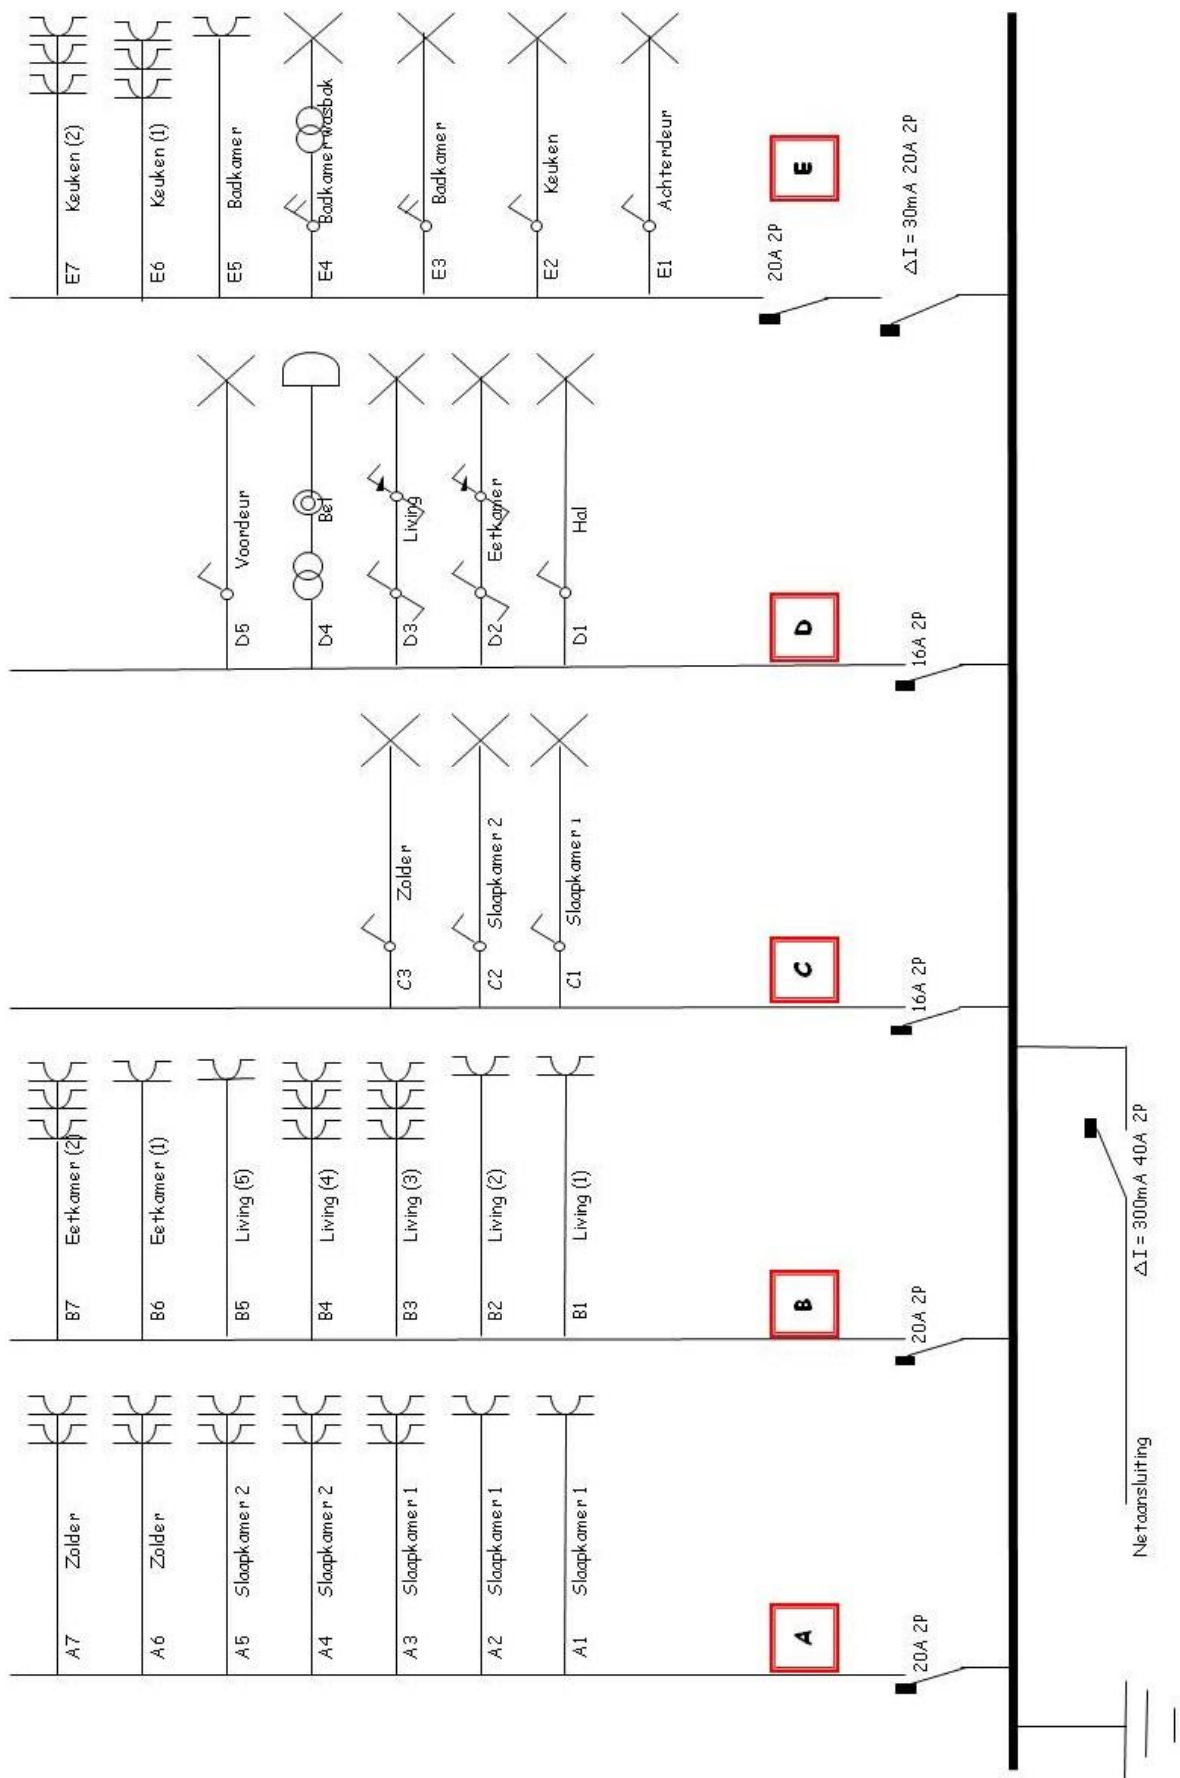 A7 Zolder
A6 Zolder
A5 Slaapkamer 2
A4 Slaapkamer 2
A3 Slaapkamer 1
A2 Slaapkamer 1
A1 Slaapkamer 1
A
20A 2P
B7 Eetkamer (2)
B6 Eetkamer (1)
B5 Living (5)
B4 Living (4)
B3 Living (3)
B2 Living (2)
B1 Living (1)
B
20A 2P
C3 Zolder
C2 Slaapkamer 2
C1 Slaapkamer 1
C
16A 2P
D5 Voordeur
D4 Bel
D3 Living
D2 Eetkamer
D1 Hal
D
16A 2P
E7 Keuken (2)
E6 Keuken (1)
E5 Badkamer
E4 Badkamer wasbak
E3 Badkamer
E2 Keuken
E1 Achterdeur
E
20A 2P
ΔI = 30mA 20A 2P
Netaansluiting
ΔI = 300mA 40A 2P